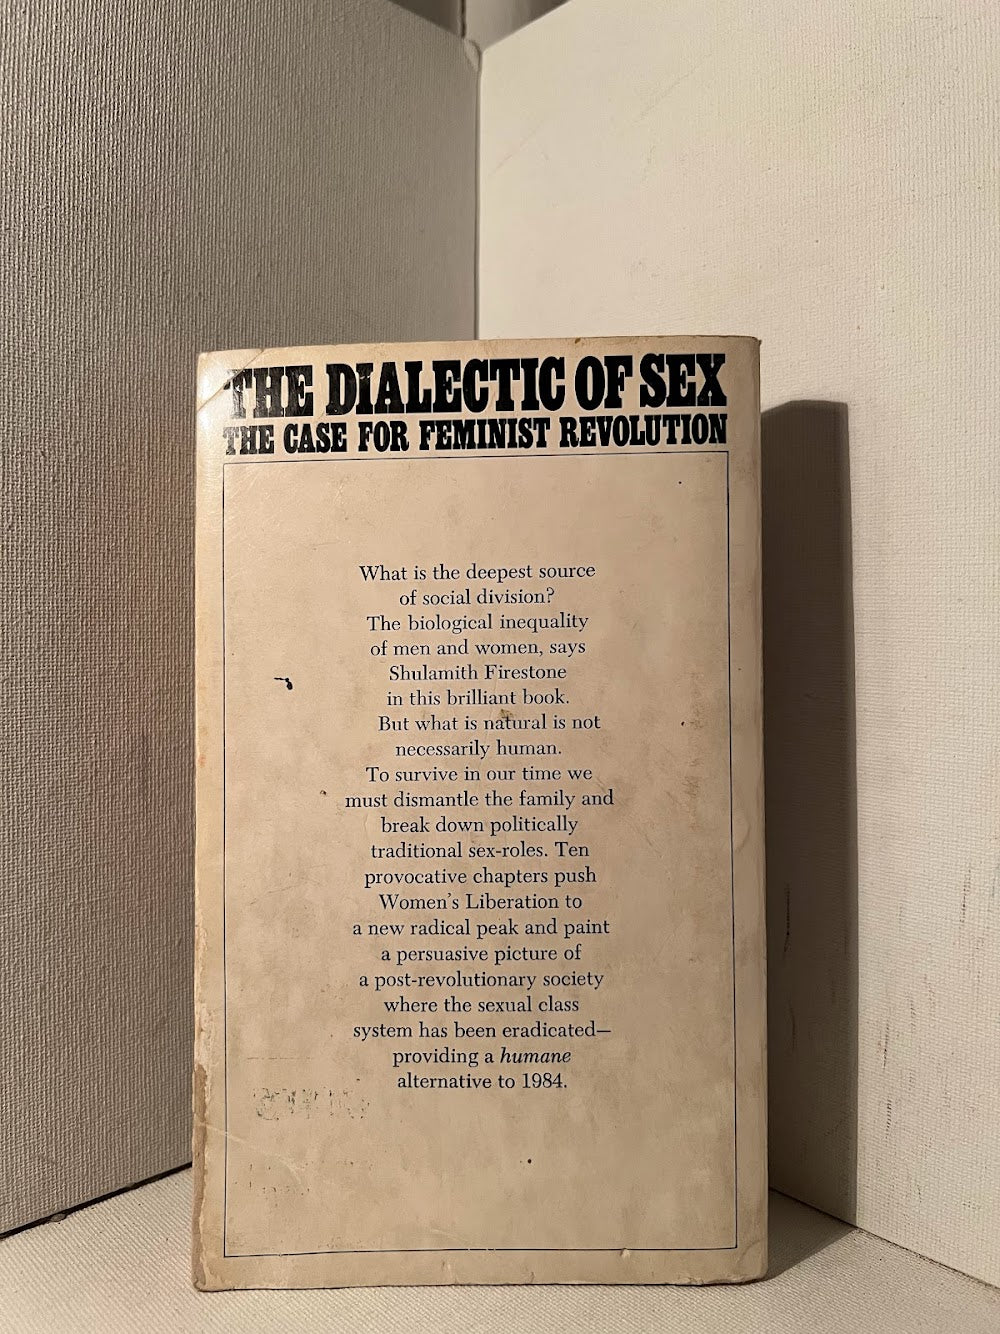 THE DIALECTIC OF SEX
THE CASE FOR FEMINIST REVOLUTION
What is the deepest source
of social division?
The biological inequality
of men and women, says
Shulamith Firestone
in this brilliant book.
But what is natural is not
necessarily human.
To survive in our time we
must dismantle the family and
break down politically
traditional sex-roles. Ten
provocative chapters push
Women's Liberation to
a new radical peak and paint
a persuasive picture of
a post-revolutionary society
where the sexual class
system has been eradicated—
providing a humane
alternative to 1984.